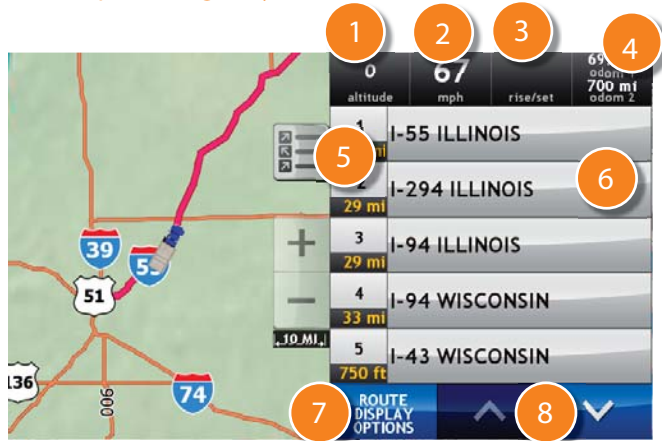 1
2
3
4
0
67
altitude
mph
rise/set
odom 1
700 mi
odom 2
5
6
I-55 ILLINOIS
2
29 mi
I-294 ILLINOIS
3
29 mi
I-94 ILLINOIS
4
33 mi
I-94 WISCONSIN
5
750 ft
I-43 WISCONSIN
39
55
51
+
−
10 MI.
136
900
74
7
ROUTE
DISPLAY
OPTIONS
8